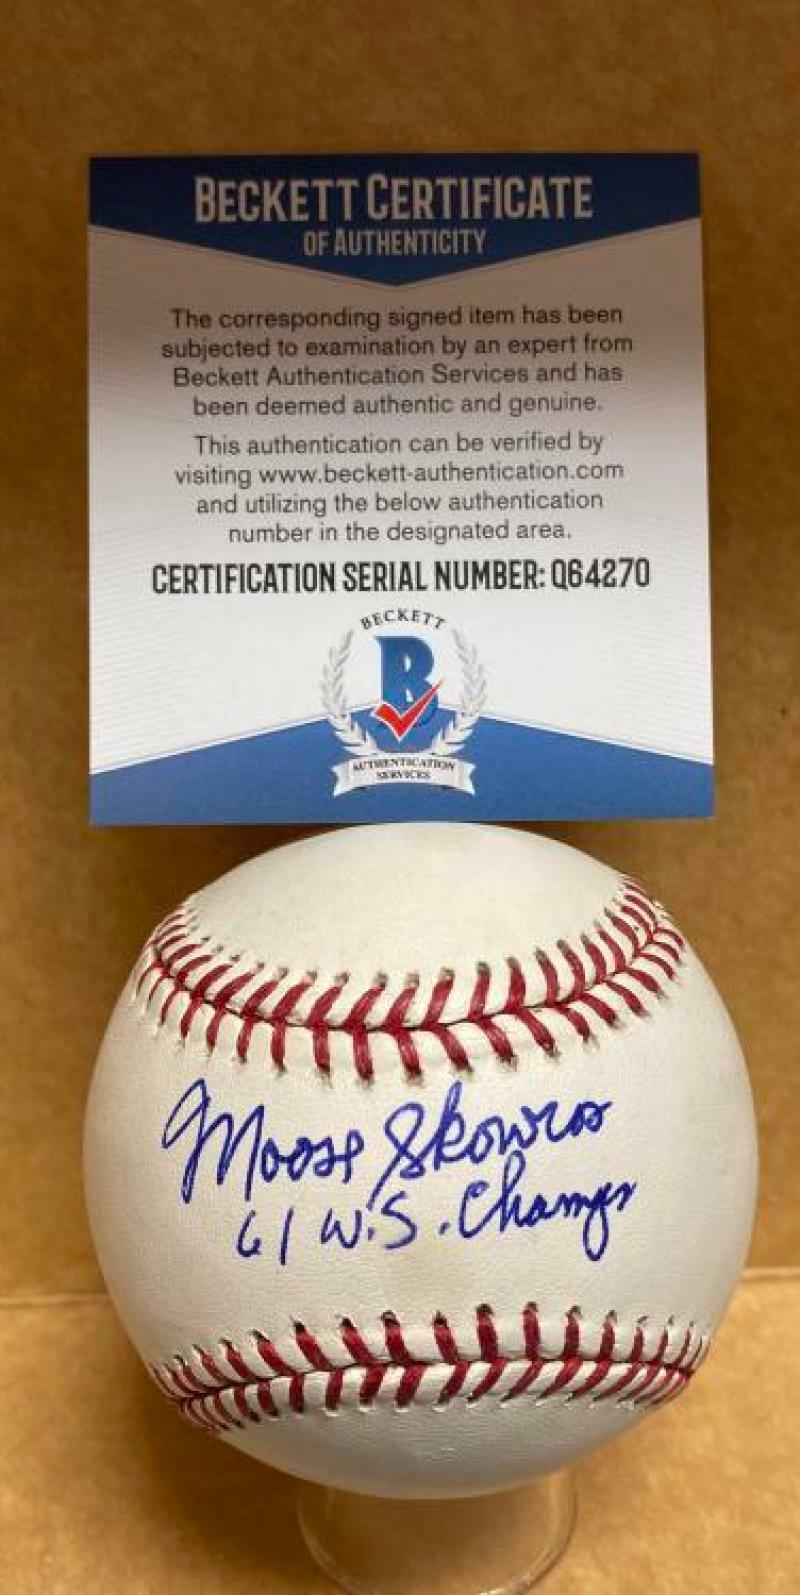 BECKETT CERTIFICATE
OF AUTHENTICITY
The corresponding signed item has been
subjected to examination by an expert from
Beckett Authentication Services and has
been deemed authentic and genuine.
This authentication can be verified by
visiting www.beckett-authentication.com
and utilizing the below authentication
number in the designated area.
CERTIFICATION SERIAL NUMBER: Q64270
BECKETT
B
AUTHENTICATION
SERVICES
Moose Skowron
61 W.S. Champs